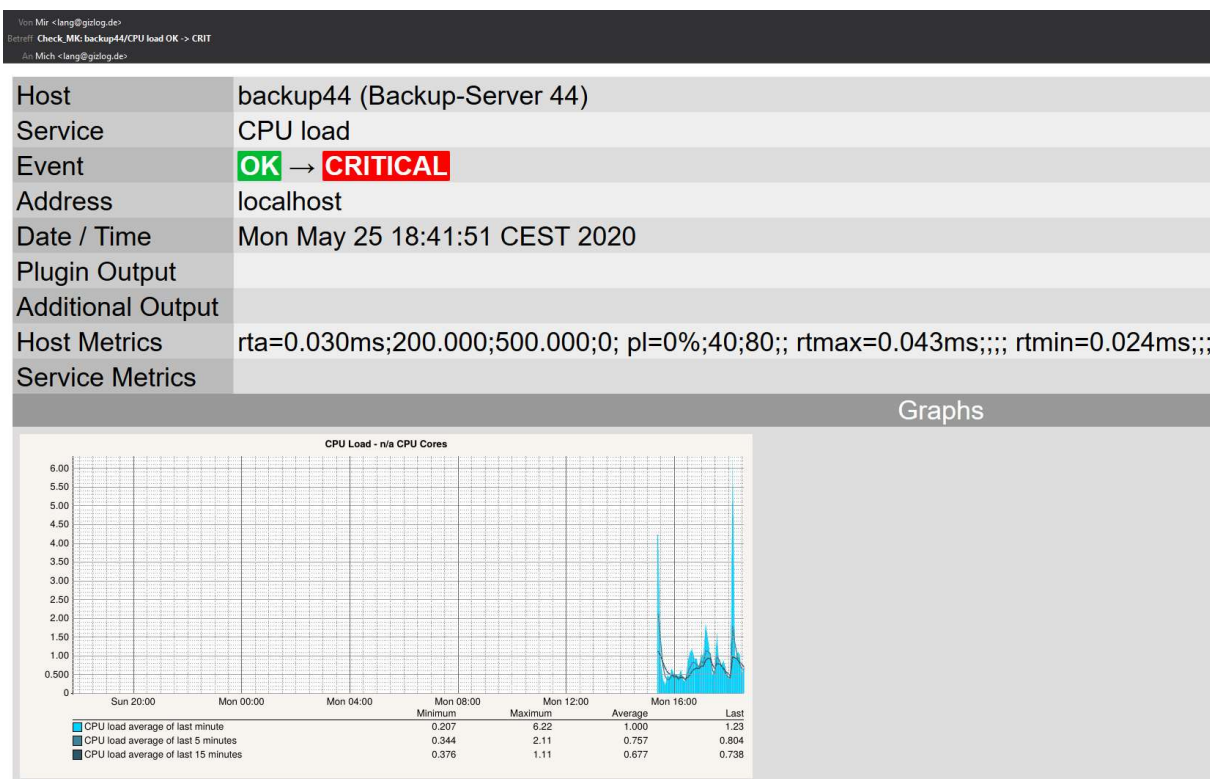 Von Mir <lang@gizlog.de>
Betreff Check_MK: backup44/CPU load OK -> CRIT
An Mich <lang@gizlog.de>
Host backup44 (Backup-Server 44)
Service CPU load
Event OK → CRITICAL
Address localhost
Date / Time Mon May 25 18:41:51 CEST 2020
Plugin Output
Additional Output
Host Metrics rta=0.030ms;200.000;500.000;0; pl=0%;40;80;; rtmax=0.043ms;;;; rtmin=0.024ms;;;
Service Metrics
Graphs
CPU Load - n/a CPU Cores
6.00
5.50
5.00
4.50
4.00
3.50
3.00
2.50
2.00
1.50
1.00
0.500
0
Sun 20:00 Mon 00:00 Mon 04:00 Mon 08:00 Mon 12:00 Mon 16:00
Minimum Maximum Average Last
CPU load average of last minute 0.207 6.22 1.000 1.23
CPU load average of last 5 minutes 0.344 2.11 0.757 0.804
CPU load average of last 15 minutes 0.376 1.11 0.677 0.738